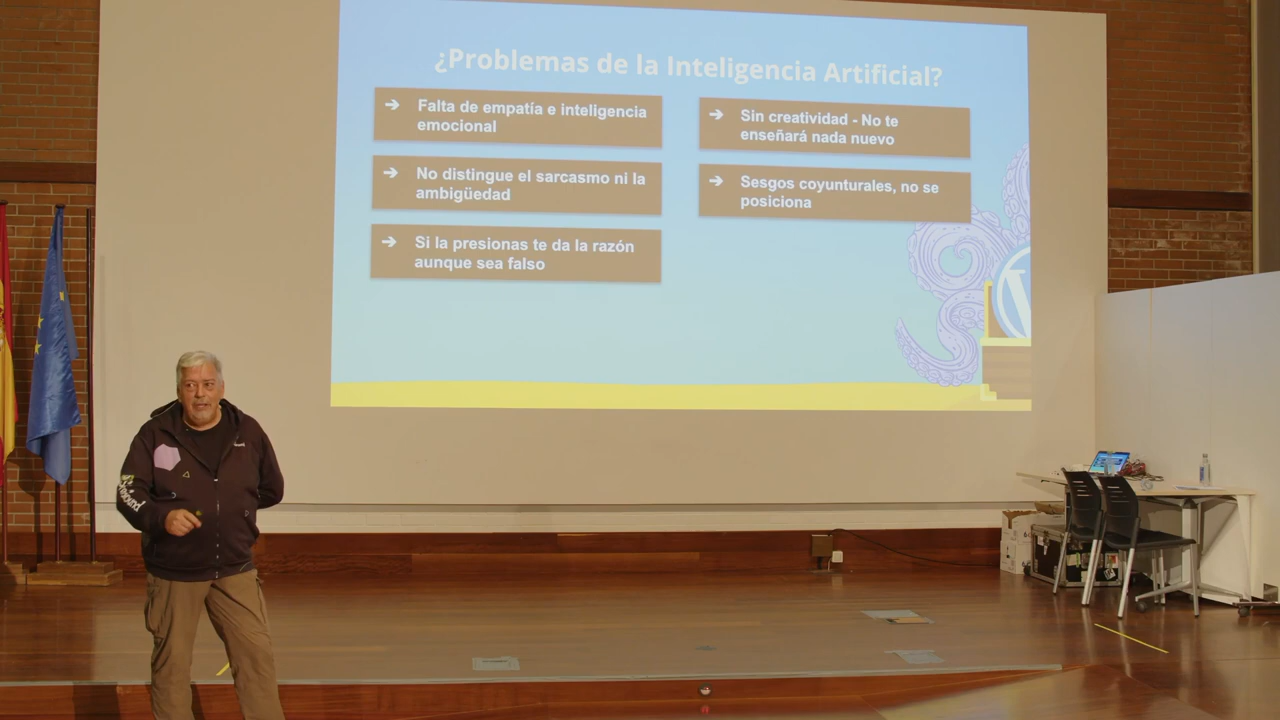 ¿Problemas de la Inteligencia Artificial?
➔ Falta de empatía e inteligencia
emocional
➔ No distingue el sarcasmo ni la
ambigüedad
➔ Si la presionas te da la razón
aunque sea falso
➔ Sin creatividad - No te
enseñará nada nuevo
➔ Sesgos coyunturales, no se
posiciona